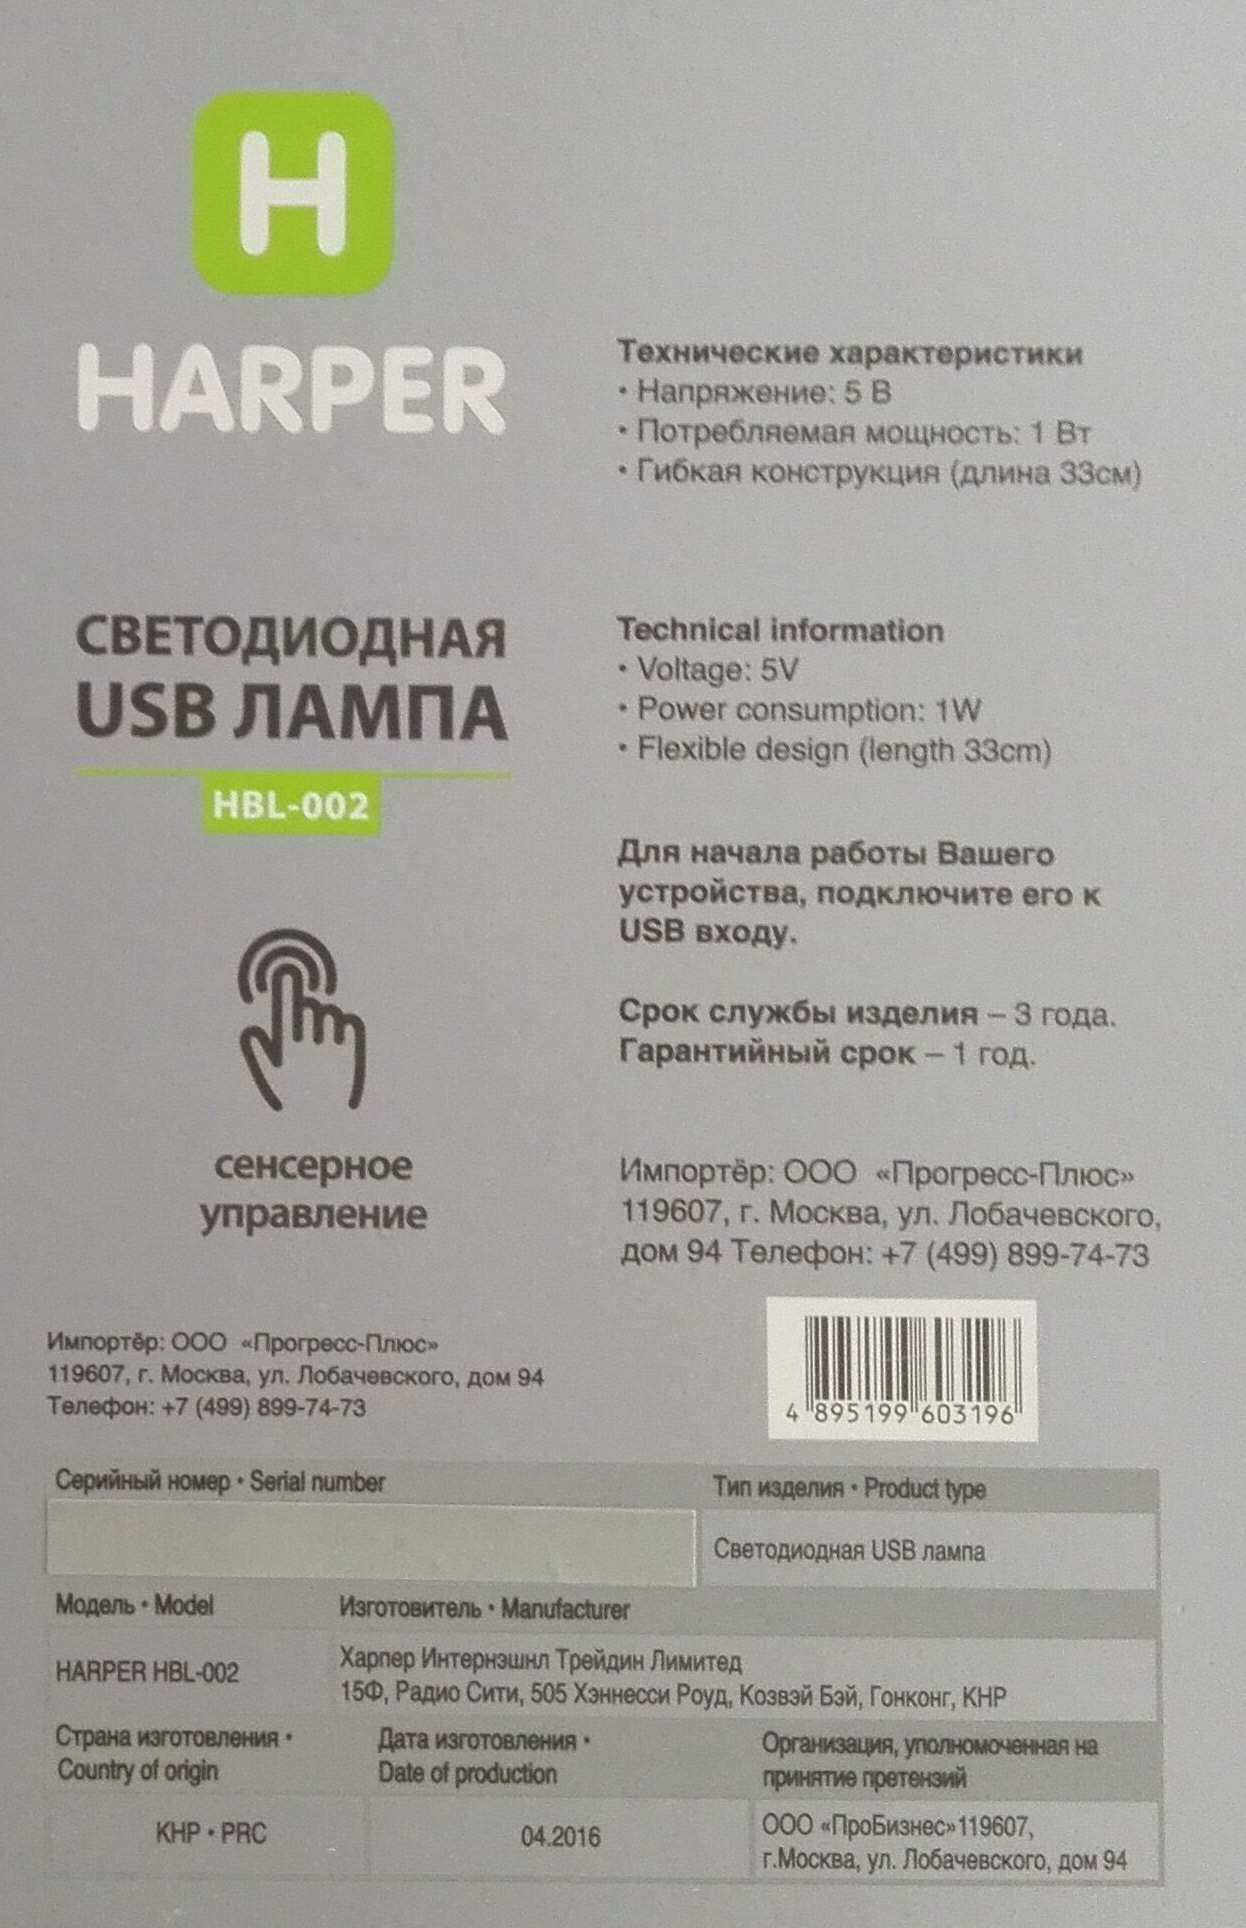 H
HARPER
СВЕТОДИОДНАЯ
USB ЛАМПА
HBL-002
сенсерное
управление
Технические характеристики
• Напряжение: 5 В
• Потребляемая мощность: 1 Вт
• Гибкая конструкция (длина 33см)
Technical information
• Voltage: 5V
• Power consumption: 1W
• Flexible design (length 33cm)
Для начала работы Вашего
устройства, подключите его к
USB входу.
Срок службы изделия – 3 года.
Гарантийный срок – 1 год.
Импортёр: ООО «Прогресс-Плюс»
119607, г. Москва, ул. Лобачевского,
дом 94 Телефон: +7 (499) 899-74-73
Импортёр: ООО «Прогресс-Плюс»
119607, г. Москва, ул. Лобачевского, дом 94
Телефон: +7 (499) 899-74-73
4 895199 603196
Серийный номер • Serial number
Тип изделия • Product type
Светодиодная USB лампа
Модель • Model
Изготовитель • Manufacturer
HARPER HBL-002
Харпер Интернэшнл Трейдин Лимитед
15Ф, Радио Сити, 505 Хэннесси Роуд, Козвэй Бэй, Гонконг, КНР
Страна изготовления •
Country of origin
Дата изготовления •
Date of production
Организация, уполномоченная на
принятие претензий
КНР • PRC
04.2016
ООО «ПроБизнес»119607,
г.Москва, ул. Лобачевского, дом 94